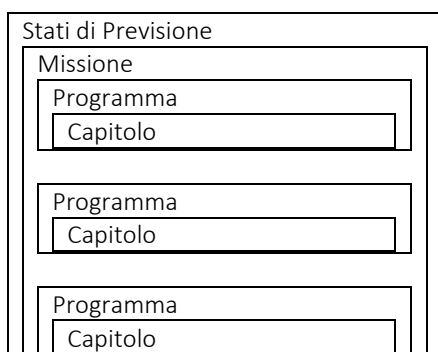 Stati di Previsione
Missione
Programma
Capitolo
Programma
Capitolo
Programma
Capitolo